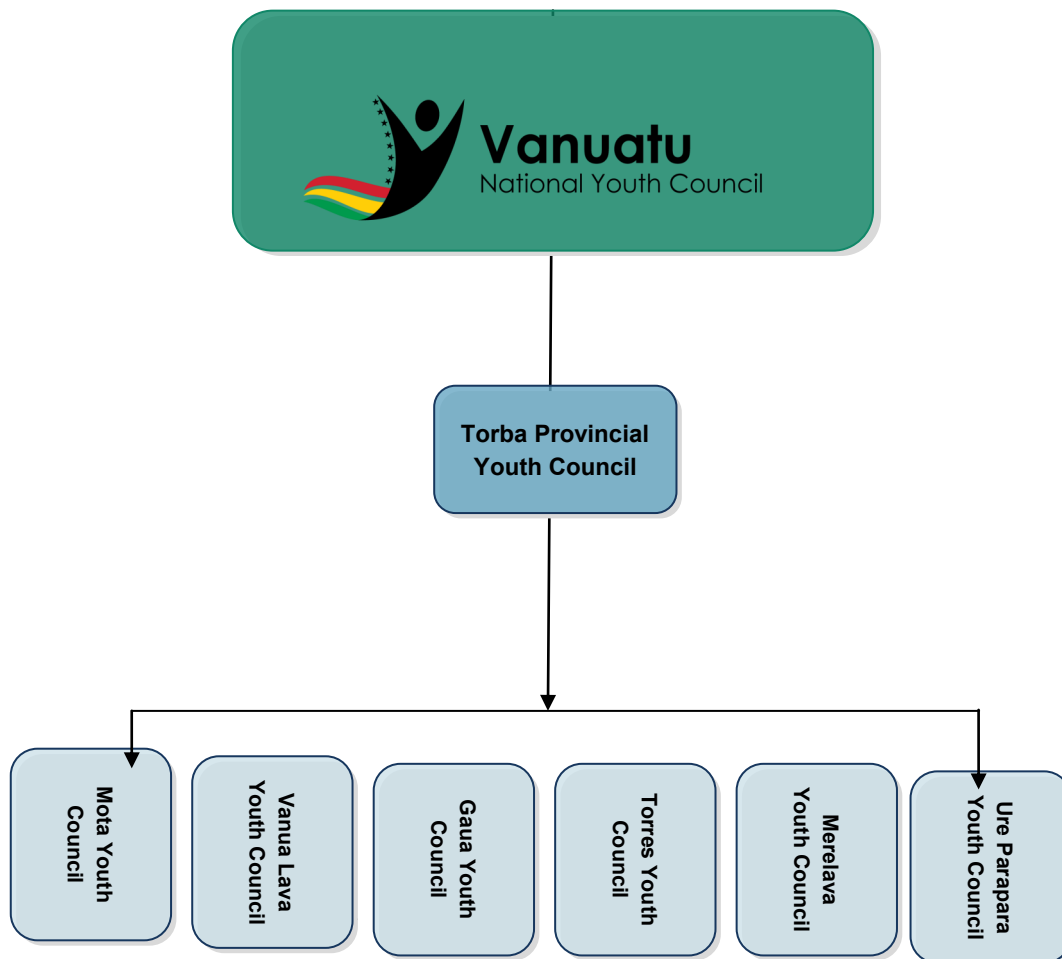 Vanuatu
National Youth Council
Torba Provincial
Youth Council
Mota Youth
Council
Vanua Lava
Youth Council
Gaua Youth
Council
Torres Youth
Council
Merelava
Youth Council
Ure Parapara
Youth Council